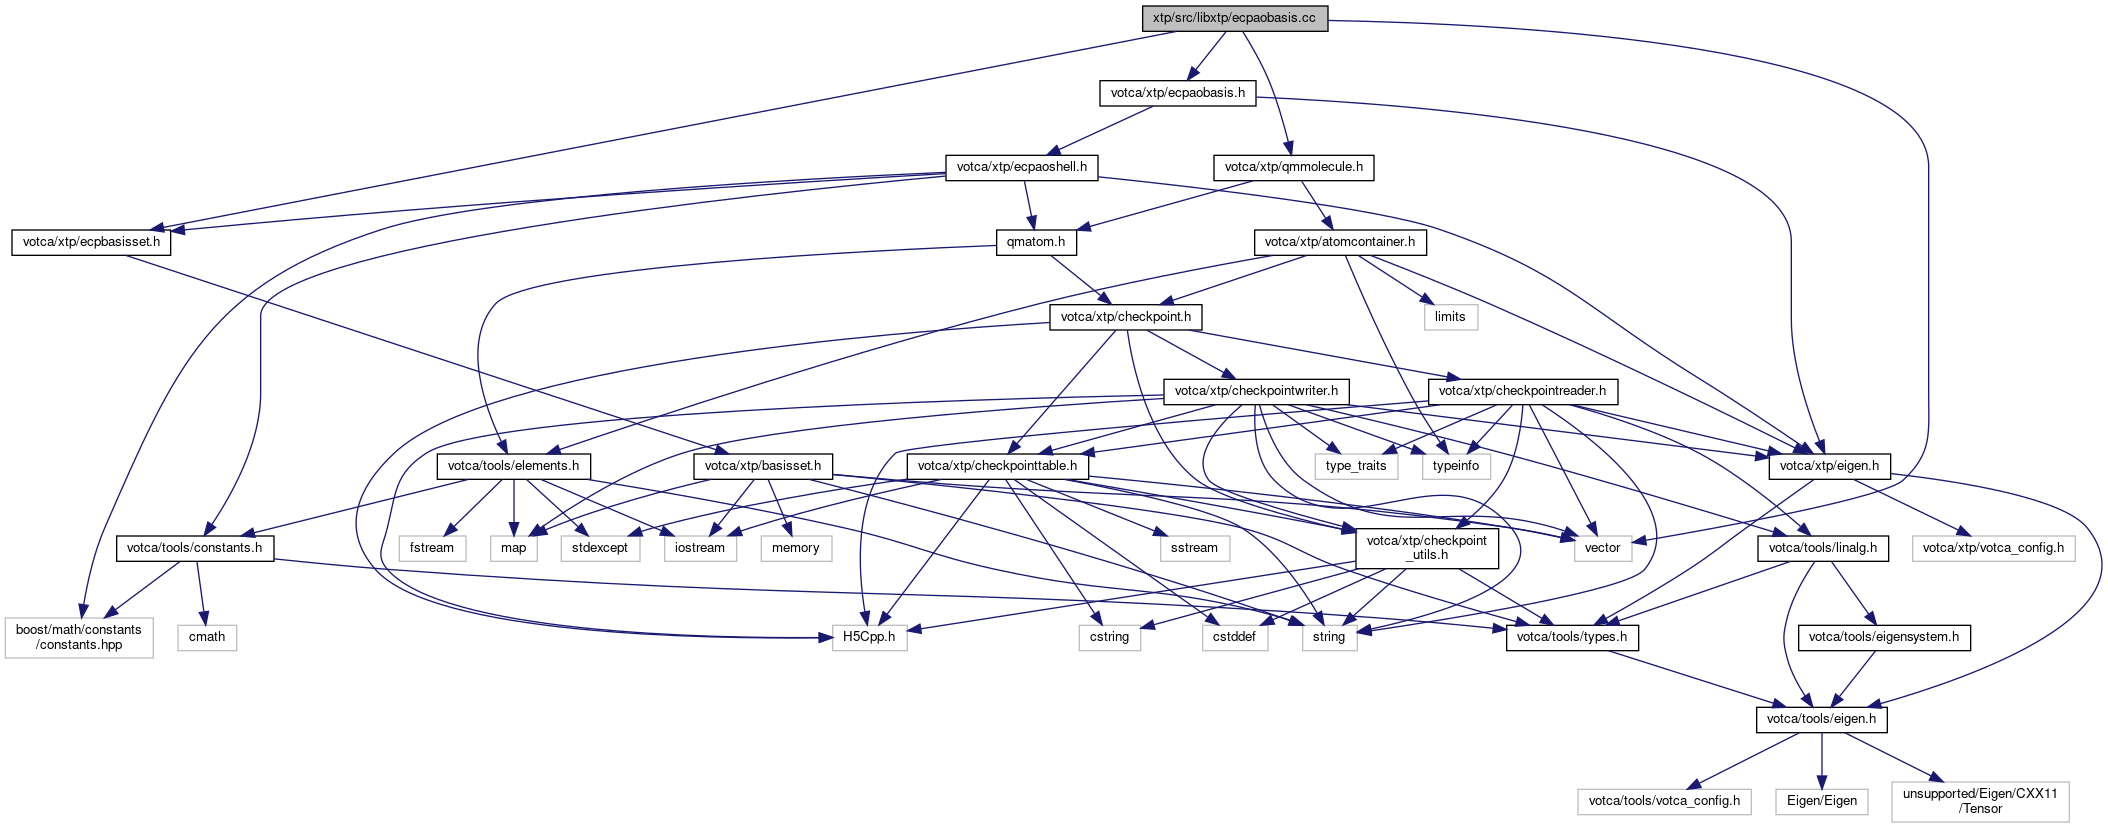 xtp/src/libxtp/ecpaobasis.cc
votca/xtp/ecpaobasis.h
votca/xtp/ecpaoshell.h
votca/xtp/qmmolecule.h
votca/xtp/ecpbasisset.h
qmatom.h
votca/xtp/atomcontainer.h
votca/xtp/checkpoint.h
limits
votca/xtp/checkpointwriter.h
votca/xtp/checkpointreader.h
votca/tools/elements.h
votca/xtp/basisset.h
votca/xtp/checkpointtable.h
type_traits
typeinfo
votca/xtp/eigen.h
votca/tools/constants.h
fstream
map
stdexcept
iostream
memory
sstream
votca/xtp/checkpoint
_utils.h
vector
votca/tools/linalg.h
votca/xtp/votca_config.h
boost/math/constants
/constants.hpp
cmath
H5Cpp.h
cstring
cstddef
string
votca/tools/types.h
votca/tools/eigensystem.h
votca/tools/eigen.h
votca/tools/votca_config.h
Eigen/Eigen
unsupported/Eigen/CXX11
/Tensor